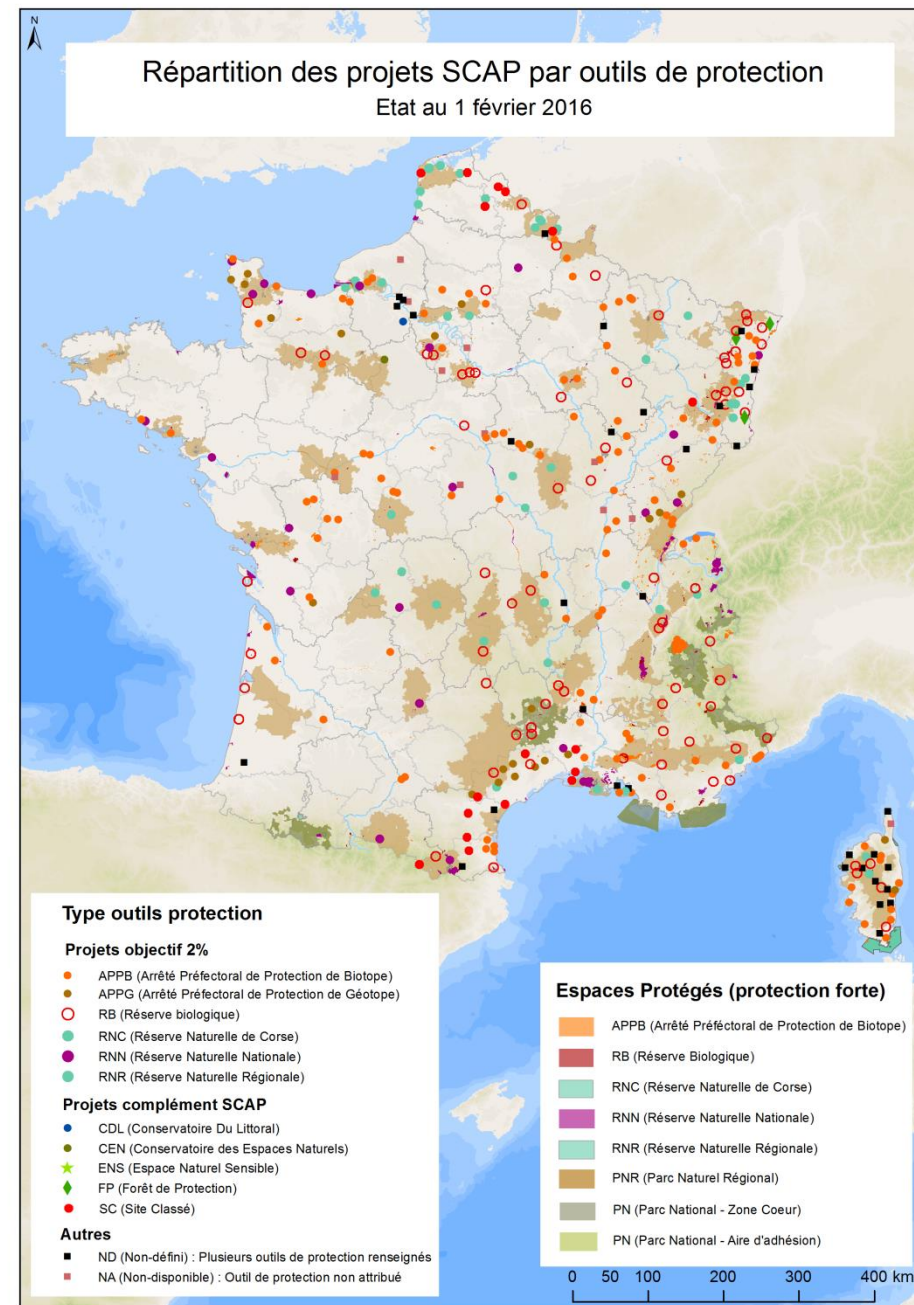 N
Répartition des projets SCAP par outils de protection
Etat au 1 février 2016
Type outils protection
Projets objectif 2%
APPB (Arrêté Préfectoral de Protection de Biotope)
APPG (Arrêté Préfectoral de Protection de Géotope)
RB (Réserve biologique)
RNC (Réserve Naturelle de Corse)
RNN (Réserve Naturelle Nationale)
RNR (Réserve Naturelle Régionale)
Projets complément SCAP
CDL (Conservatoire Du Littoral)
CEN (Conservatoire des Espaces Naturels)
ENS (Espace Naturel Sensible)
FP (Forêt de Protection)
SC (Site Classé)
Autres
ND (Non-défini) : Plusieurs outils de protection renseignés
NA (Non-disponible) : Outil de protection non attribué
Espaces Protégés (protection forte)
APPB (Arrêté Préféctoral de Protection de Biotope)
RB (Réserve Biologique)
RNC (Réserve Naturelle de Corse)
RNN (Réserve Naturelle Nationale)
RNR (Réserve Naturelle Régionale)
PNR (Parc Naturel Régional)
PN (Parc National - Zone Coeur)
PN (Parc National - Aire d'adhésion)
0 50 100 200 300 400 km